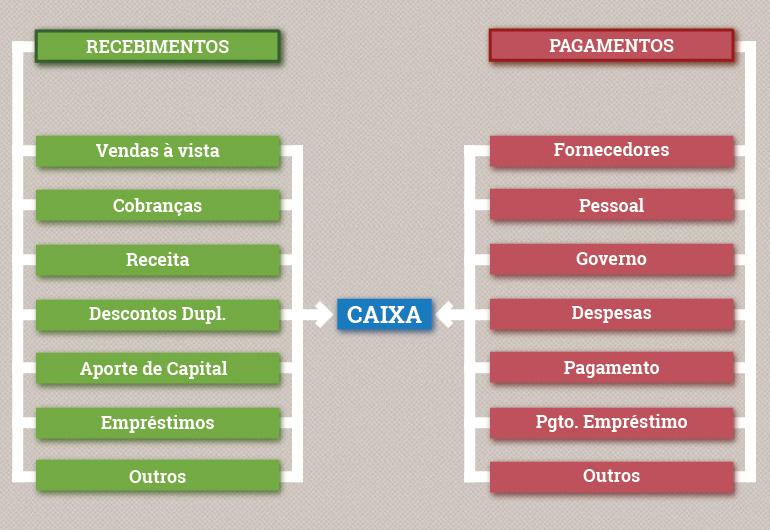 RECEBIMENTOS
Vendas à vista
Cobranças
Receita
Descontos Dupl.
Aporte de Capital
Empréstimos
Outros
CAIXA
PAGAMENTOS
Fornecedores
Pessoal
Governo
Despesas
Pagamento
Pgto. Empréstimo
Outros